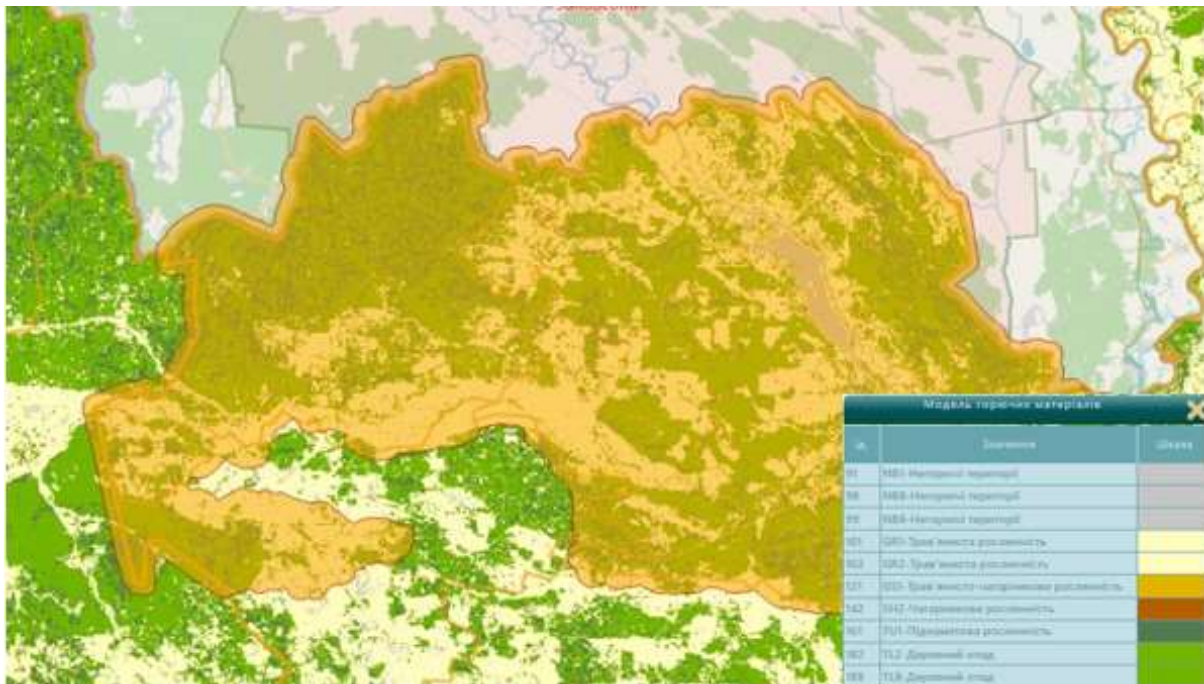 Модель горючих матеріалів
Значення
Шкала
91 NB1-Негорючі території
98 NB8-Негорючі території
99 NB9-Негорючі території
101 GR1-Трав'яниста рослинність
102 GR2-Трав'яниста рослинність
121 GS1-Трав'янисто-чагарникова рослинність
142 SH2-Чагарникова рослинність
161 TU1-Піднаметова рослинність
182 TL2-Деревний опад
TL8-Деревний опад